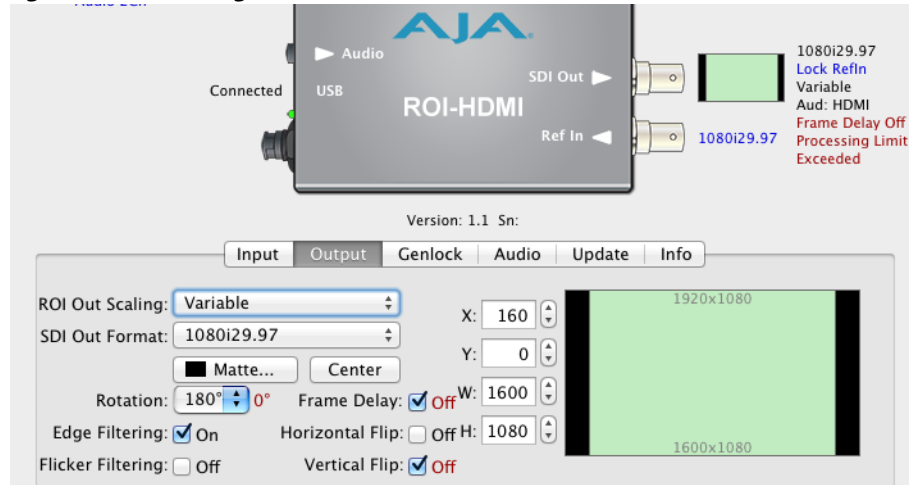 Audio 2Ch
AJA
Audio
Connected
USB
SDI Out
ROI-HDMI
Ref In
1080i29.97
1080i29.97
Lock RefIn
Variable
Aud: HDMI
Frame Delay Off
Processing Limit
Exceeded
Version: 1.1 Sn:
Input Output Genlock Audio Update Info
ROI Out Scaling: Variable
SDI Out Format: 1080i29.97
Matte... Center
Rotation: 180° 0° Frame Delay: Off
Edge Filtering: On Horizontal Flip: Off
Flicker Filtering: Off Vertical Flip: Off
X: 160
Y: 0
W: 1600
H: 1080
1920x1080
1600x1080